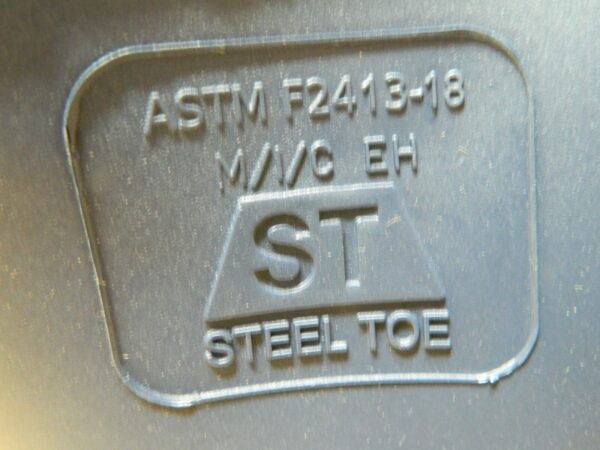 ASTM F2413-18
M/I/C EH
ST
STEEL TOE